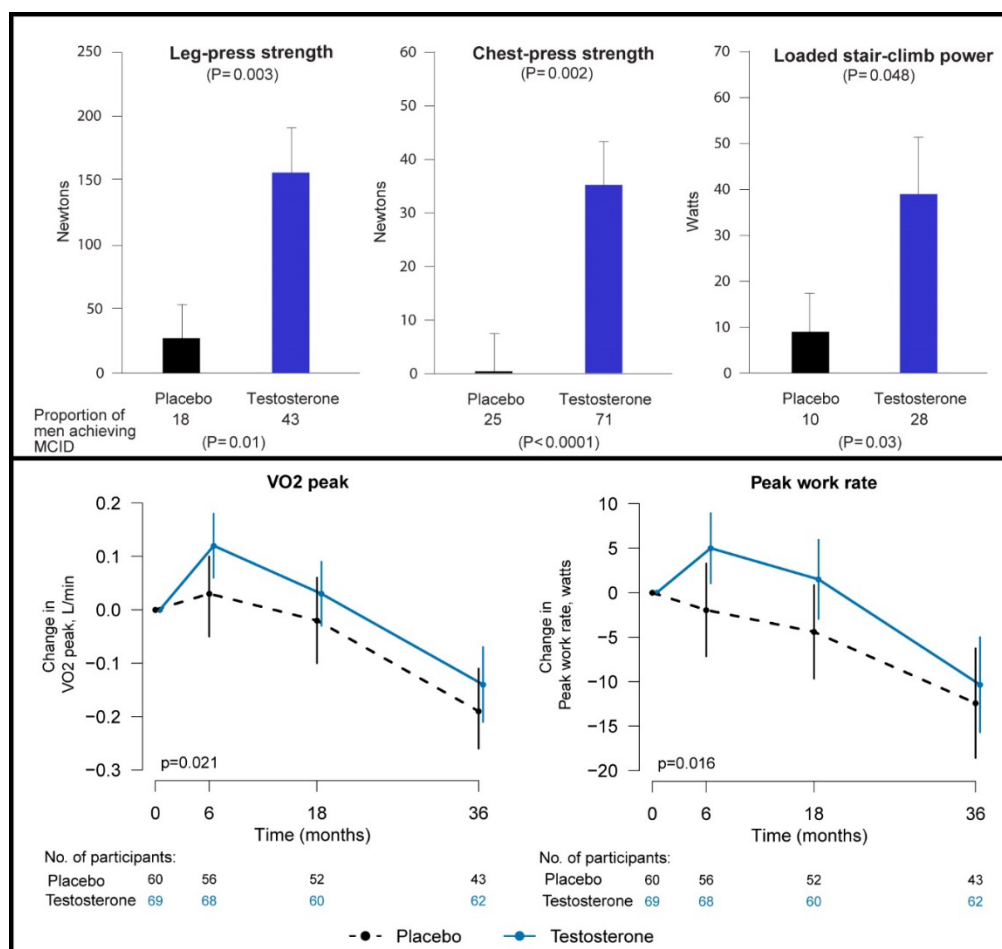 Leg-press strength
(P=0.003)
250
200
150
100
50
0
Newtons
Placebo Testosterone
Chest-press strength
(P=0.002)
60
50
40
30
20
10
0
Newtons
Placebo Testosterone
Loaded stair-climb power
(P=0.048)
70
60
50
40
30
20
10
0
Watts
Placebo Testosterone
Proportion of
men achieving
MCID
18 43
(P=0.01)
25 71
(P<0.0001)
10 28
(P=0.03)
VO2 peak
0.2
0.1
0.0
−0.1
−0.2
−0.3
Change in
VO2 peak, L/min
p=0.021
0 6 18 36
Time (months)
No. of participants:
Placebo 60 56 52 43
Testosterone 69 68 60 62
Peak work rate
10
5
0
−5
−10
−15
−20
Change in
Peak work rate, watts
p=0.016
0 6 18 36
Time (months)
No. of participants:
Placebo 60 56 52 43
Testosterone 69 68 60 62
Placebo Testosterone